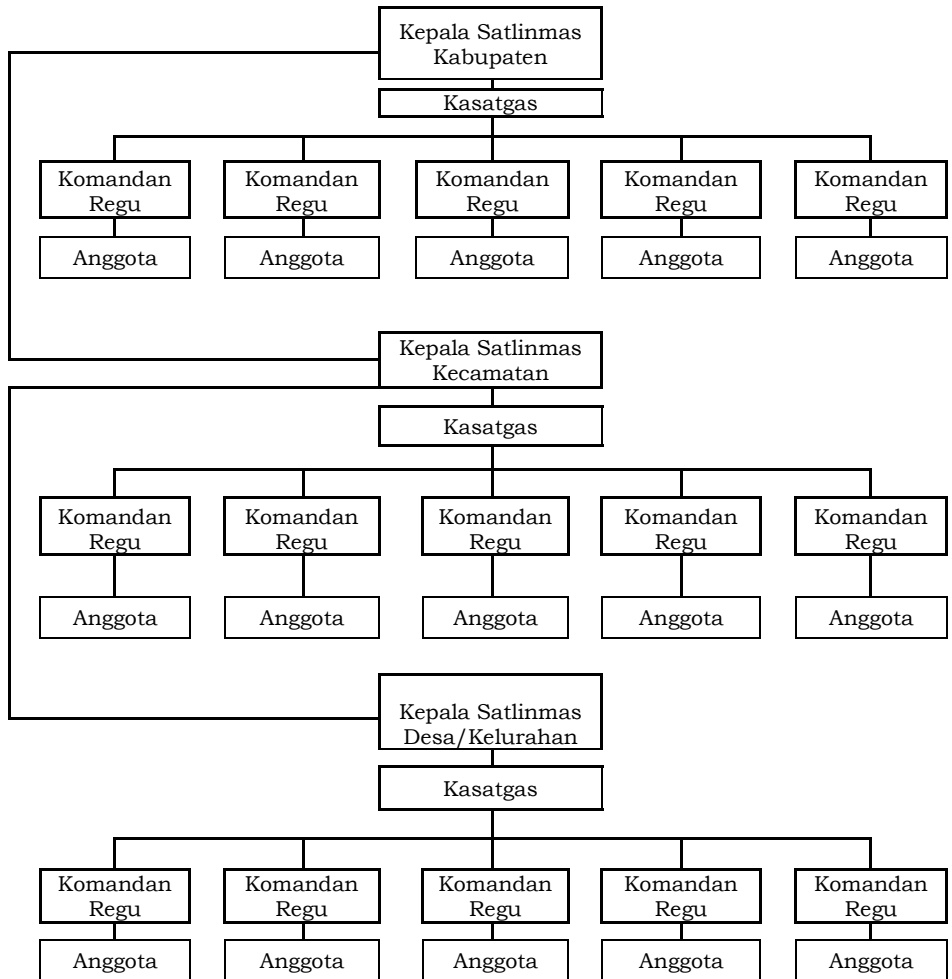 Kepala Satlinmas
Kabupaten
Kasatgas
Komandan
Regu
Komandan
Regu
Komandan
Regu
Komandan
Regu
Komandan
Regu
Anggota
Anggota
Anggota
Anggota
Anggota
Kepala Satlinmas
Kecamatan
Kasatgas
Komandan
Regu
Komandan
Regu
Komandan
Regu
Komandan
Regu
Komandan
Regu
Anggota
Anggota
Anggota
Anggota
Anggota
Kepala Satlinmas
Desa/Kelurahan
Kasatgas
Komandan
Regu
Komandan
Regu
Komandan
Regu
Komandan
Regu
Komandan
Regu
Anggota
Anggota
Anggota
Anggota
Anggota